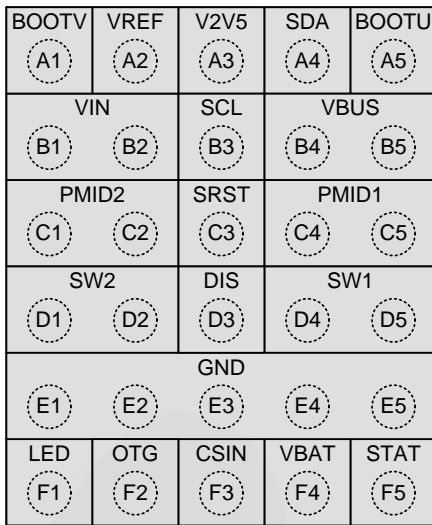 BOOTV VREF V2V5 SDA BOOTU
A1 A2 A3 A4 A5
VIN SCL VBUS
B1 B2 B3 B4 B5
PMID2 SRST PMID1
C1 C2 C3 C4 C5
SW2 DIS SW1
D1 D2 D3 D4 D5
GND
E1 E2 E3 E4 E5
LED OTG CSIN VBAT STAT
F1 F2 F3 F4 F5